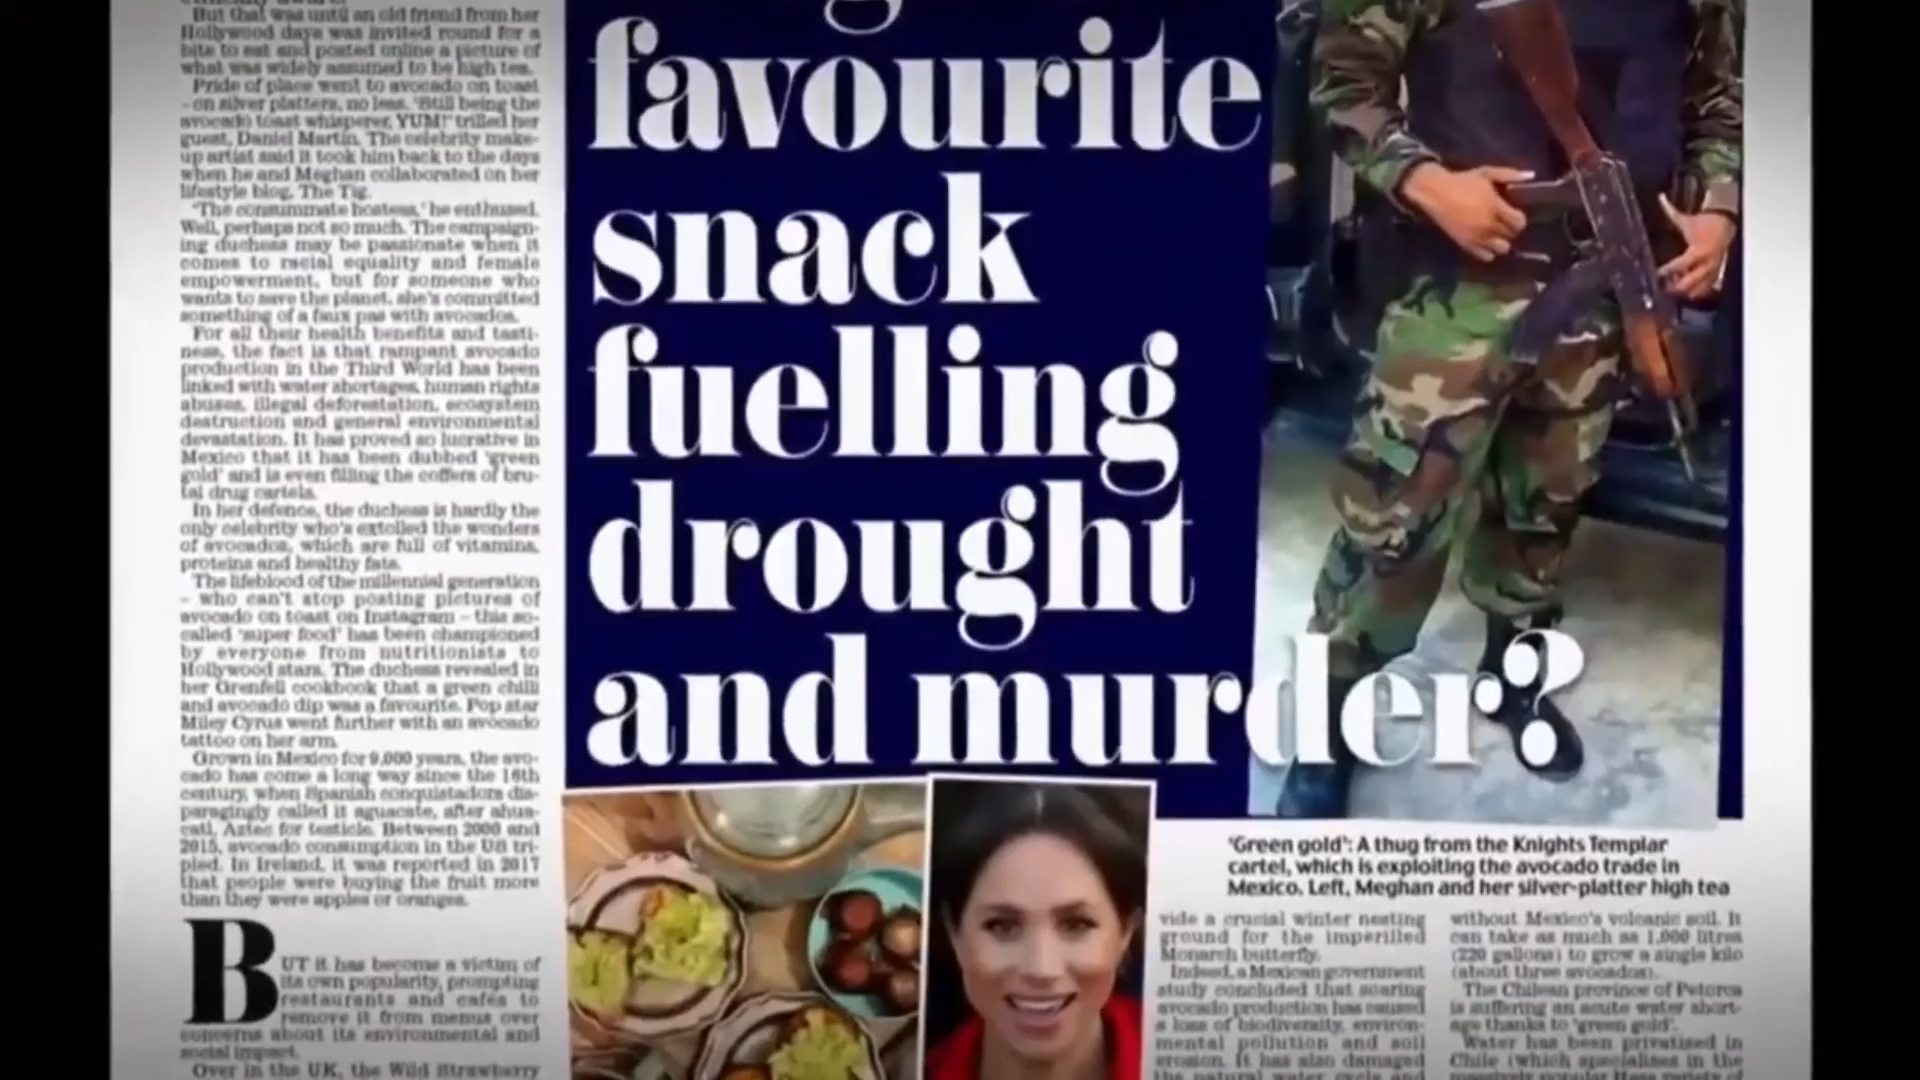 But that was until an old friend from her
Hollywood days was invited round for a
bite to eat and posted online a picture of
what was widely assumed to be high tea.
Pride of place went to avocado on toast
– on silver platters, no less. 'Still being the
avocado toast whisperer, YUM!' trilled her
guest, Daniel Martin. The celebrity make-
up artist said it took him back to the days
when he and Meghan collaborated on her
lifestyle blog, The Tig.
'The consummate hostess,' he enthused.
Well, perhaps not so much. The campaign-
ing duchess may be passionate when it
comes to racial equality and female
empowerment, but for someone who
wants to save the planet, she's committed
something of a faux pas with avocados.
For all their health benefits and tasti-
ness, the fact is that rampant avocado
production in the Third World has been
linked with water shortages, human rights
abuses, illegal deforestation, ecosystem
destruction and general environmental
devastation. It has proved so lucrative in
Mexico that it has been dubbed 'green
gold' and is even filling the coffers of bru-
tal drug cartels.
In her defence, the duchess is hardly the
only celebrity who's extolled the wonders
of avocados, which are full of vitamins,
proteins and healthy fats.
The lifeblood of the millennial generation
– who can't stop posting pictures of
avocado on toast on Instagram – this so-
called 'super food' has been championed
by everyone from nutritionists to
Hollywood stars. The duchess revealed in
her Grenfell cookbook that a green chilli
and avocado dip was a favourite. Pop star
Miley Cyrus went further with an avocado
tattoo on her arm.
Grown in Mexico for 9,000 years, the avo-
cado has come a long way since the 16th
century, when Spanish conquistadors dis-
paragingly called it aguacate, after ahua-
catl, Aztec for testicle. Between 2000 and
2015, avocado consumption in the US tri-
pled. In Ireland, it was reported in 2017
that people were buying the fruit more
than they were apples or oranges.
BUT it has become a victim of
its own popularity, prompting
restaurants and cafés to
remove it from menus over
concerns about its environmental and
social impact.
Over in the UK, the Wild Strawberry
favourite
snack
fuelling
drought
and murder?
'Green gold': A thug from the Knights Templar
cartel, which is exploiting the avocado trade in
Mexico. Left, Meghan and her silver-platter high tea
vide a crucial winter nesting
ground for the imperilled
Monarch butterfly.
Indeed, a Mexican government
study concluded that soaring
avocado production has caused
a loss of biodiversity, environ-
mental pollution and soil
erosion. It has also damaged
the natural water cycle and
without Mexico's volcanic soil. It
can take as much as 1,000 litres
(220 gallons) to grow a single kilo
(about three avocados).
The Chilean province of Petorca
is suffering an acute water short-
age thanks to 'green gold'.
Water has been privatised in
Chile (which specialises in the
massively popular Hass variety of